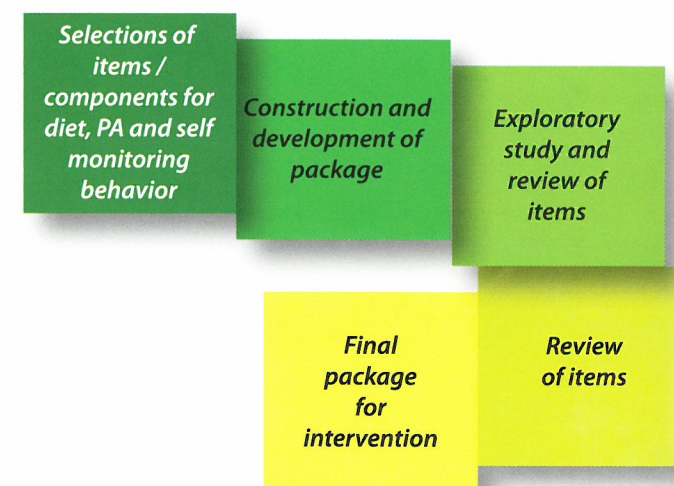 Selections of
items /
components for
diet, PA and self
monitoring
behavior
Construction and
development of
package
Exploratory
study and
review of
items
Review
of items
Final
package
for
intervention